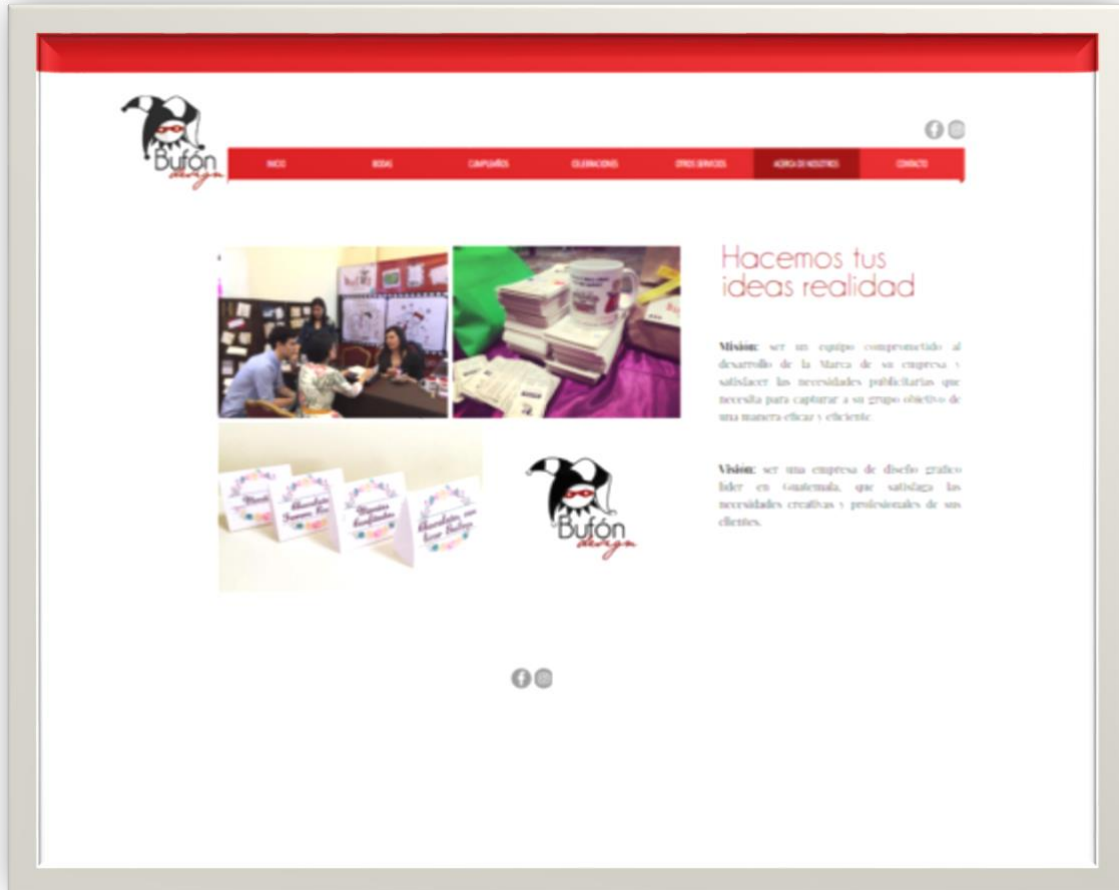 Bufón
design
INICIO BODAS CUMPLEAÑOS CELEBRACIONES OTROS SERVICIOS ACERCA DE NOSOTROS CONTACTO
Hacemos tus
ideas realidad
Misión: ser un equipo comprometido al
desarrollo de la Marca de su empresa y
satisfacer las necesidades publicitarias que
necesita para capturar a su grupo objetivo de
una manera eficaz y eficiente.
Visión: ser una empresa de diseño grafico
lider en Guatemala, que satisfaga las
necesidades creativas y profesionales de sus
clientes.
Bufón
design